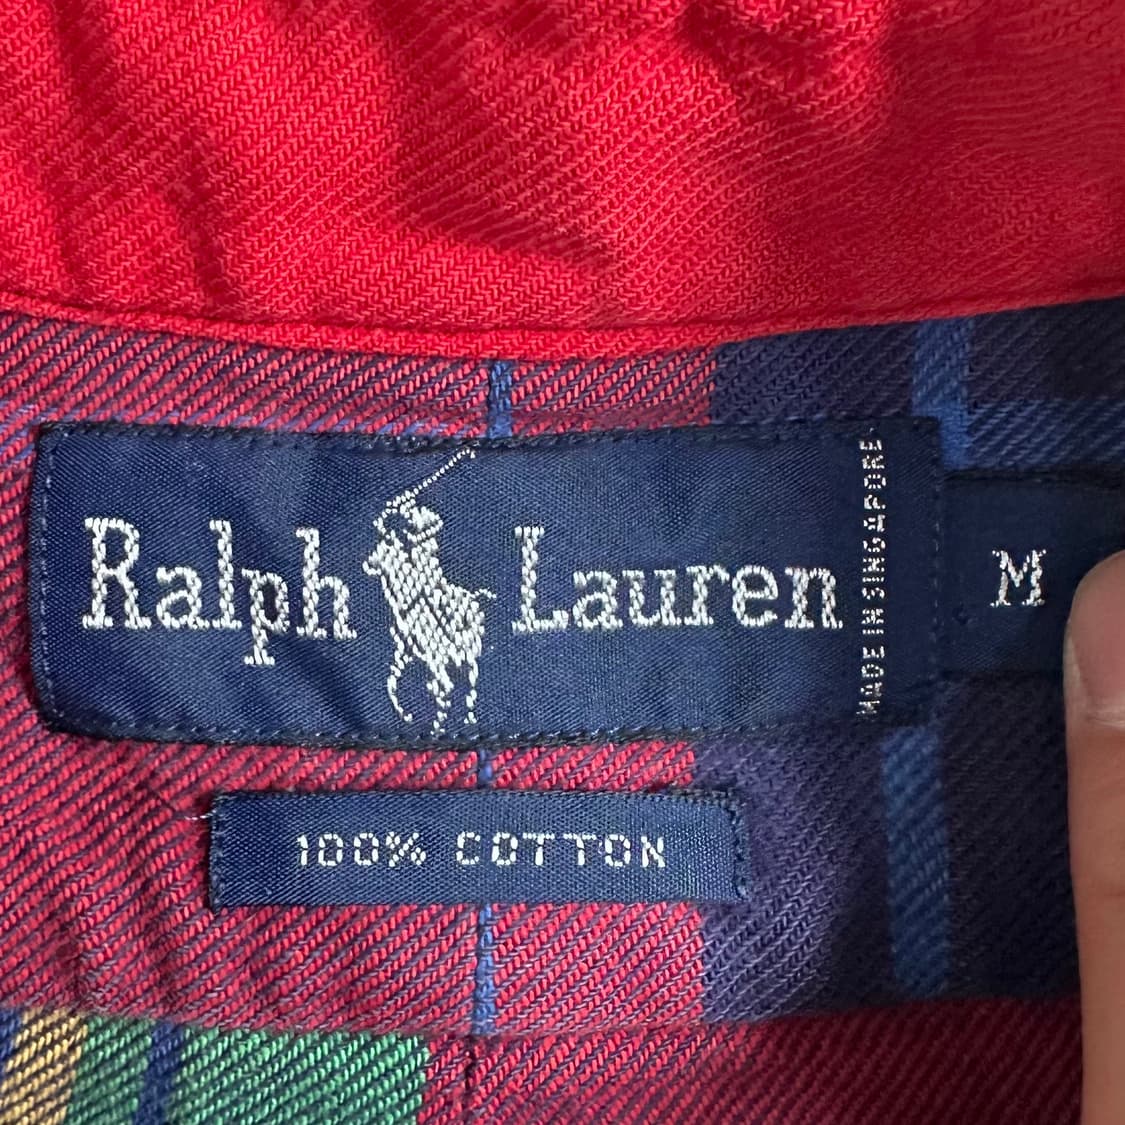 Ralph Lauren
MADE IN SINGAPORE
M
100% COTTON